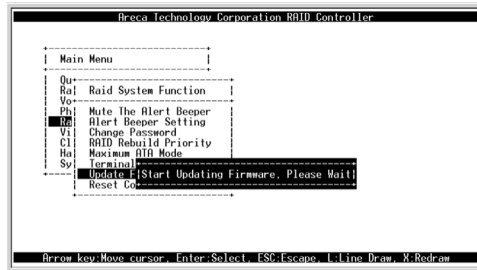 Areca Technology Corporation RAID Controller
Main Menu
Qu
Ra
Raid System Function
Vo
Ph
Mute The Alert Beeper
Ra
Alert Beeper Setting
Vi
Change Password
Cl
RAID Rebuild Priority
Ha
Maximum ATA Mode
Sy
Terminal
Update F
Start Updating Firmware, Please Wait
Reset Co
Arrow key:Move cursor, Enter:Select, ESC:Escape, L:Line Draw, X:Redraw